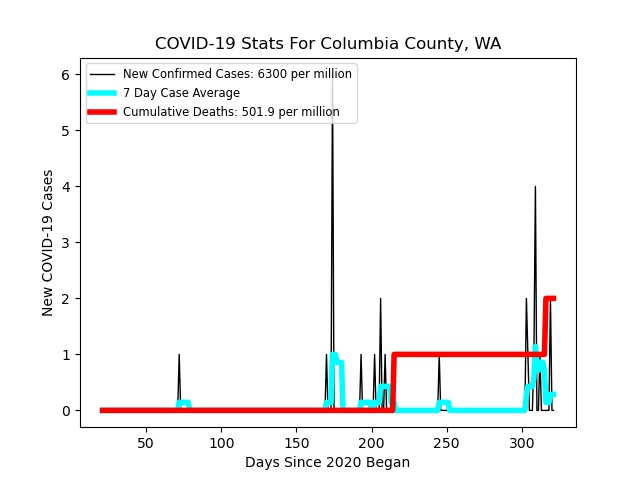 COVID-19 Stats For Columbia County, WA
New Confirmed Cases: 6300 per million
7 Day Case Average
Cumulative Deaths: 501.9 per million
New COVID-19 Cases
6
5
4
3
2
1
0
50 100 150 200 250 300
Days Since 2020 Began